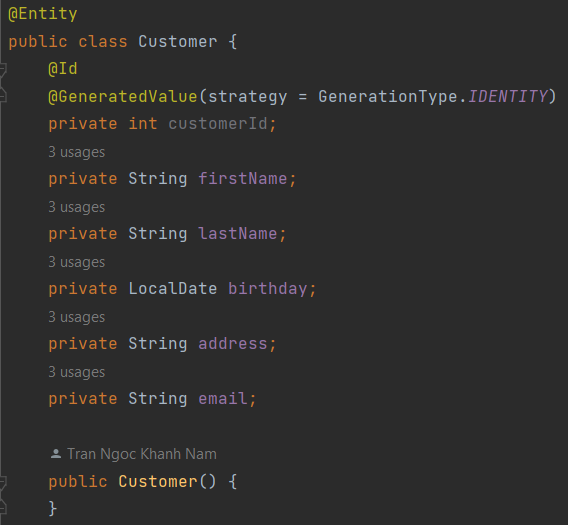 @Entity
public class Customer {
@Id
@GeneratedValue(strategy = GenerationType.IDENTITY)
private int customerId;
3 usages
private String firstName;
3 usages
private String lastName;
3 usages
private LocalDate birthday;
3 usages
private String address;
3 usages
private String email;
Tran Ngoc Khanh Nam
public Customer() {
}